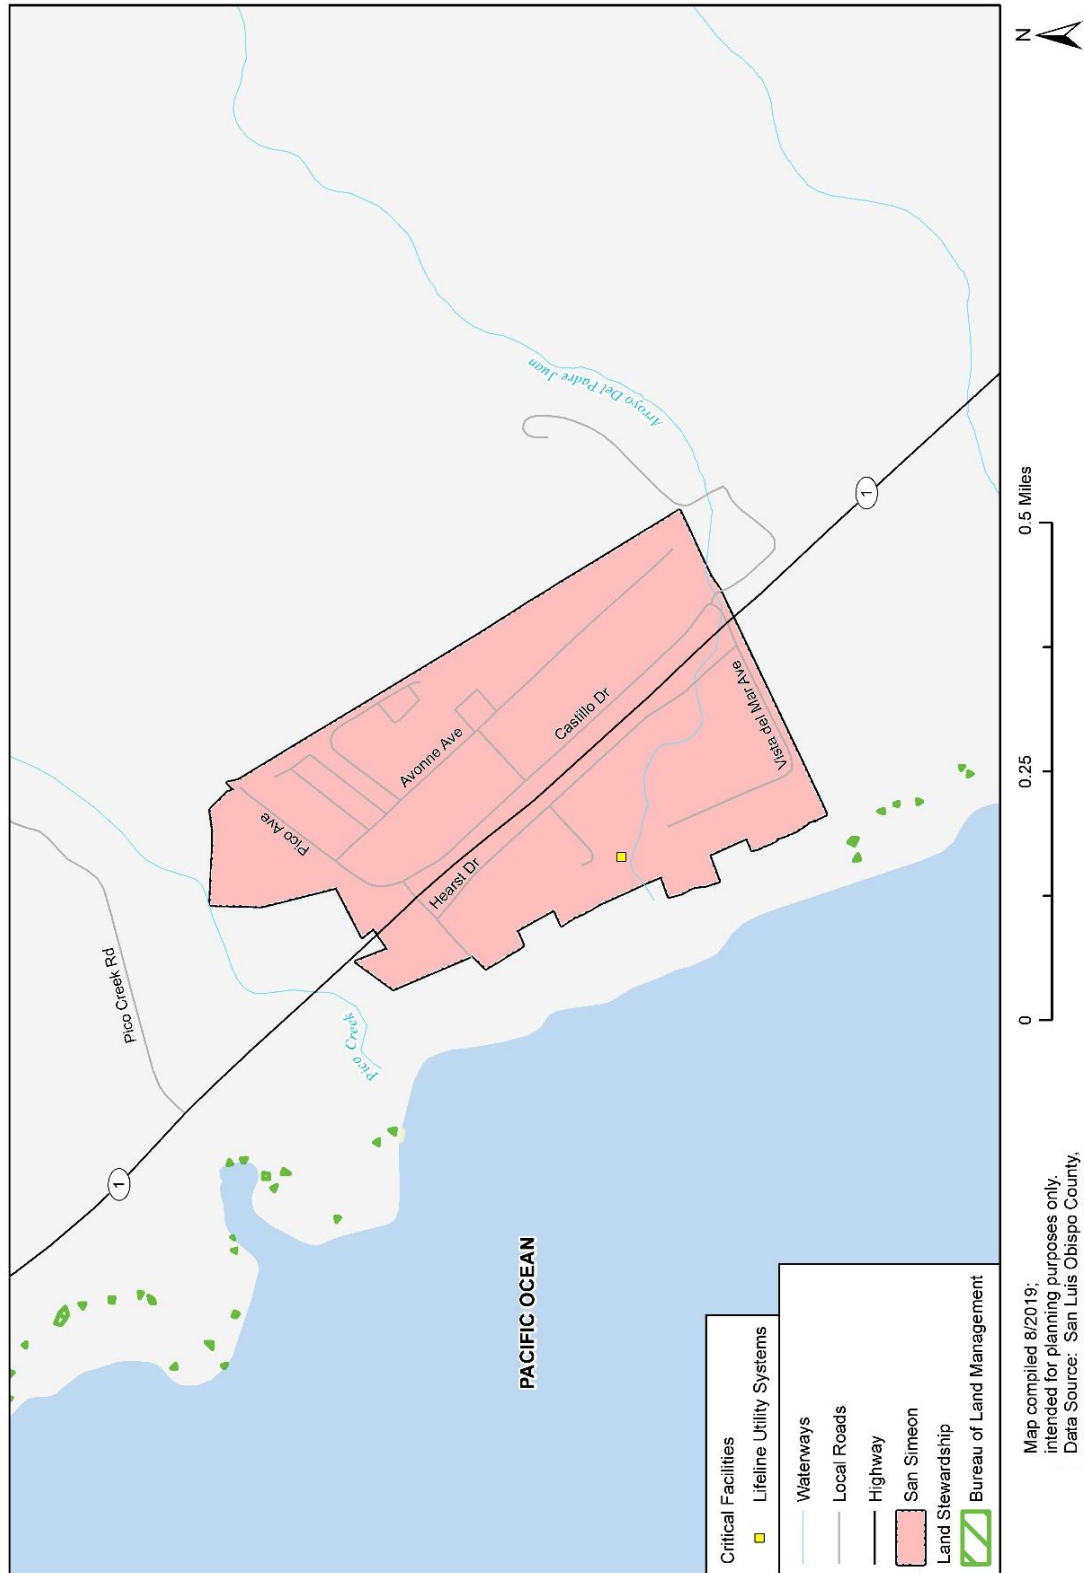 N
1
Pico Creek Rd
Pico Creek
Pico Ave
Avonne Ave
Hearst Dr
Castillo Dr
Vista del Mar Ave
Arroyo Del Padre Juan
1
PACIFIC OCEAN
Critical Facilities
Lifeline Utility Systems
Waterways
Local Roads
Highway
San Simeon
Land Stewardship
Bureau of Land Management
0 0.25 0.5 Miles
Map compiled 8/2019;
intended for planning purposes only.
Data Source: San Luis Obispo County,